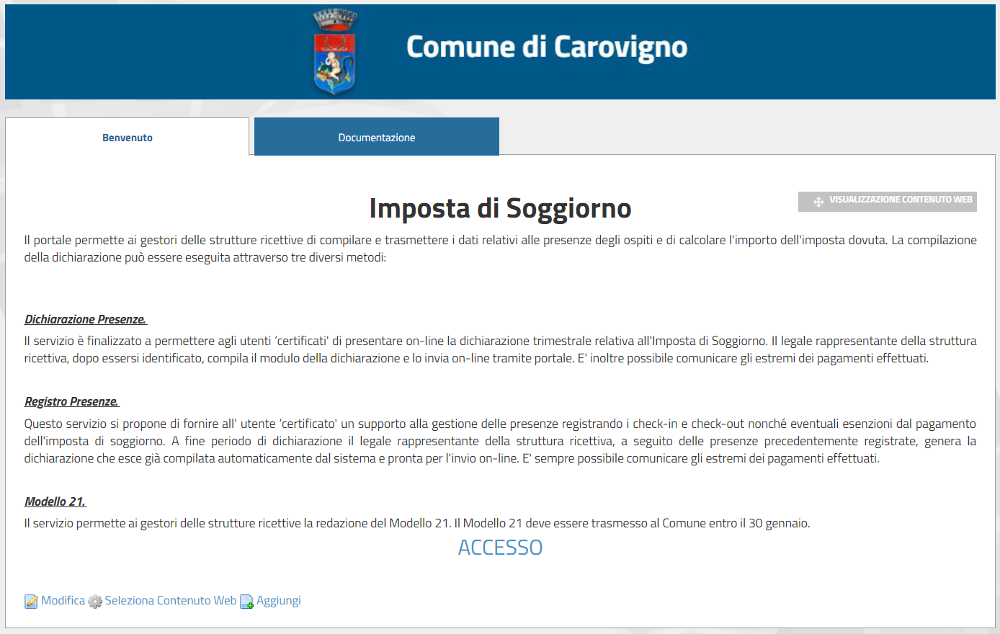 Comune di Carovigno
Benvenuto
Documentazione
VISUALIZZAZIONE CONTENUTO WEB
Imposta di Soggiorno
Il portale permette ai gestori delle strutture ricettive di compilare e trasmettere i dati relativi alle presenze degli ospiti e di calcolare l'importo dell'imposta dovuta. La compilazione
della dichiarazione può essere eseguita attraverso tre diversi metodi:
Dichiarazione Presenze.
Il servizio è finalizzato a permettere agli utenti ‘certificati' di presentare on-line la dichiarazione trimestrale relativa all'Imposta di Soggiorno. Il legale rappresentante della struttura
ricettiva, dopo essersi identificato, compila il modulo della dichiarazione e lo invia on-line tramite portale. E' inoltre possibile comunicare gli estremi dei pagamenti effettuati.
Registro Presenze.
Questo servizio si propone di fornire all' utente ‘certificato' un supporto alla gestione delle presenze registrando i check-in e check-out nonché eventuali esenzioni dal pagamento
dell'imposta di soggiorno. A fine periodo di dichiarazione il legale rappresentante della struttura ricettiva, a seguito delle presenze precedentemente registrate, genera la
dichiarazione che esce già compilata automaticamente dal sistema e pronta per l'invio on-line. E' sempre possibile comunicare gli estremi dei pagamenti effettuati.
Modello 21.
Il servizio permette ai gestori delle strutture ricettive la redazione del Modello 21. Il Modello 21 deve essere trasmesso al Comune entro il 30 gennaio.
ACCESSO
Modifica Seleziona Contenuto Web Aggiungi